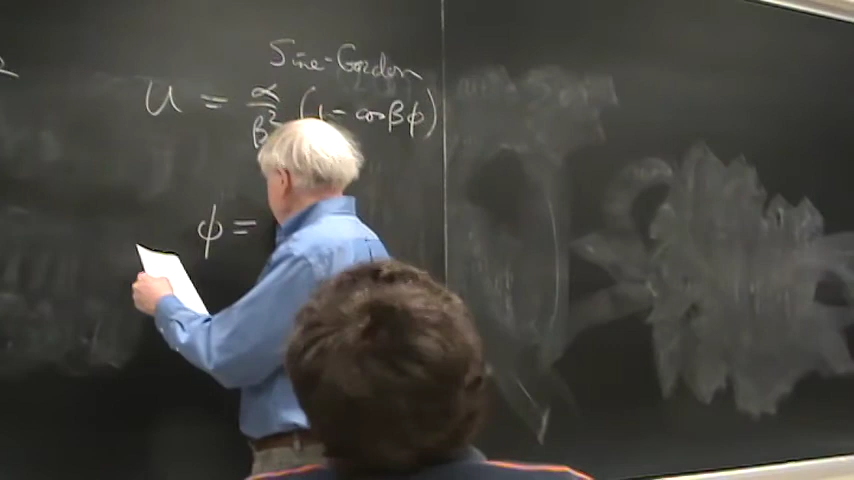 Sine-Gordon
U = α/β² (1 - cos βϕ)
ϕ =